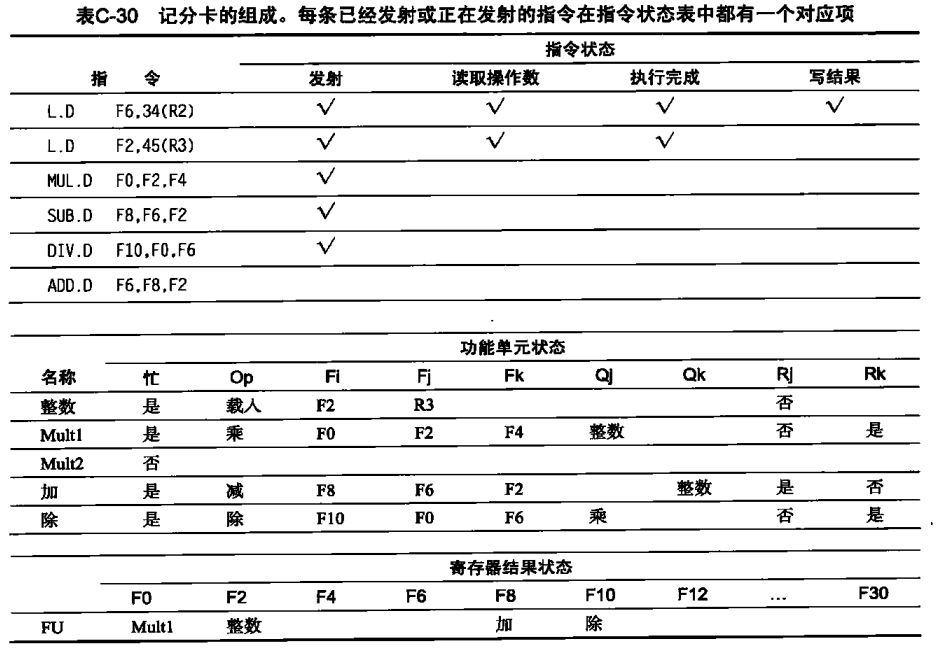 表C-30 记分卡的组成。每条已经发射或正在发射的指令在指令状态表中都有一个对应项
指令状态
指 令 发射 读取操作数 执行完成 写结果
L.D F6,34(R2) √ √ √ √
L.D F2,45(R3) √ √ √
MUL.D F0,F2,F4 √
SUB.D F8,F6,F2 √
DIV.D F10,F0,F6 √
ADD.D F6,F8,F2
功能单元状态
名称 忙 Op Fi Fj Fk Qj Qk Rj Rk
整数 是 载入 F2 R3 否
Mult1 是 乘 F0 F2 F4 整数 否 是
Mult2 否
加 是 减 F8 F6 F2 整数 是 否
除 是 除 F10 F0 F6 乘 否 是
寄存器结果状态
F0 F2 F4 F6 F8 F10 F12 … F30
FU Mult1 整数 加 除